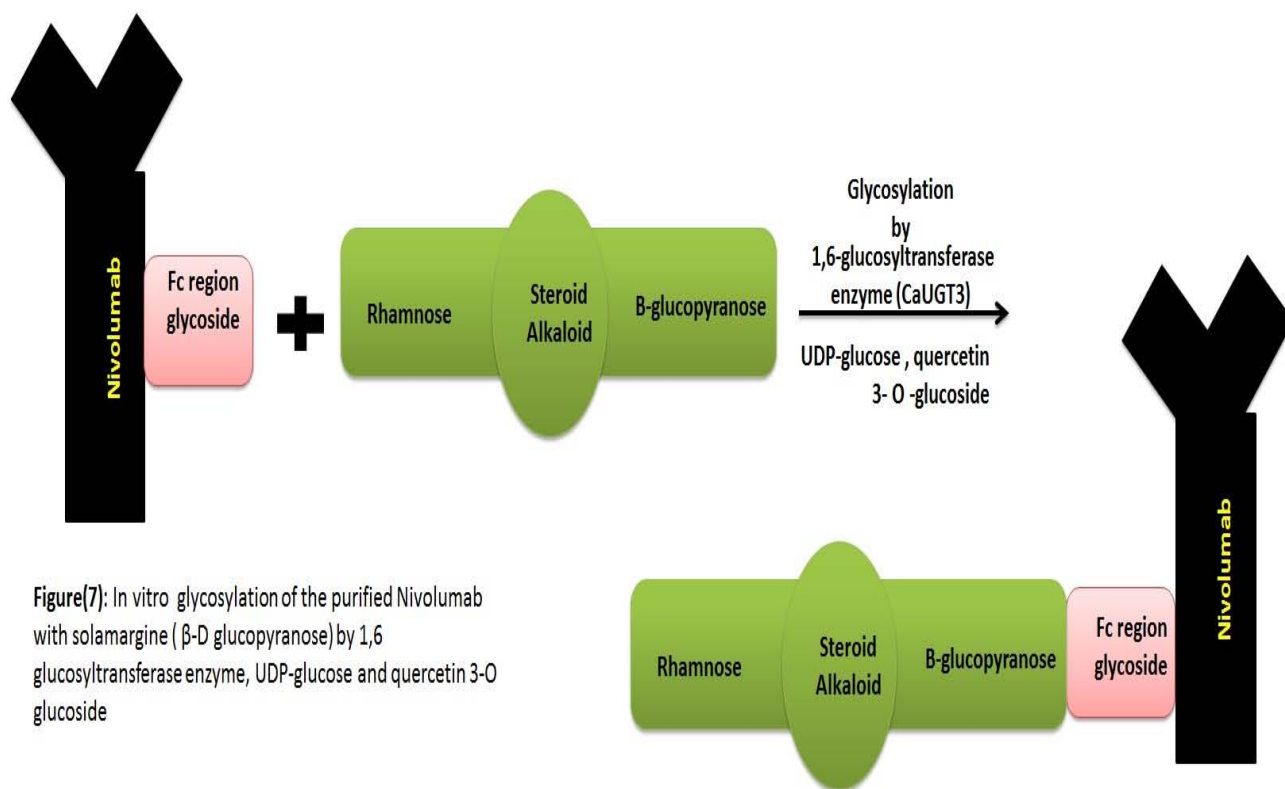 Nivolumab
Fc region
glycoside
Rhamnose
Steroid
Alkaloid
B-glucopyranose
Glycosylation
by
1,6-glucosyltransferase
enzyme (CaUGT3)
UDP-glucose , quercetin
3- O -glucoside
Figure(7): In vitro glycosylation of the purified Nivolumab
with solamargine ( β-D glucopyranose) by 1,6
glucosyltransferase enzyme, UDP-glucose and quercetin 3-O
glucoside
Rhamnose
Steroid
Alkaloid
B-glucopyranose
Fc region
glycoside
Nivolumab